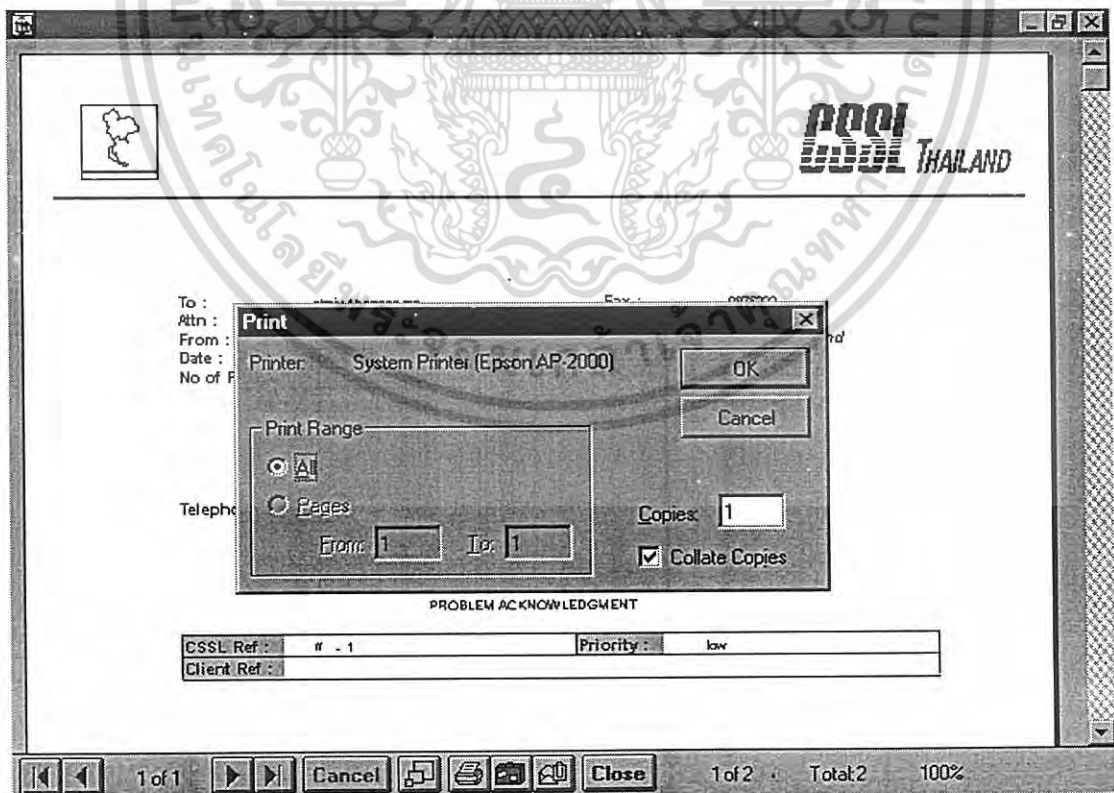 CSSL THAILAND
To :
Attn :
From :
Date :
No of P
Print
Printer: System Printer (Epson AP-2000)
OK
Cancel
Print Range
All
Pages
From: 1 To: 1
Copies: 1
Collate Copies
Telepho
PROBLEM ACKNOWLEDGMENT
CSSL Ref : ff - 1 Priority : low
Client Ref :
1 of 1 Cancel Close 1 of 2 Total:2 100%